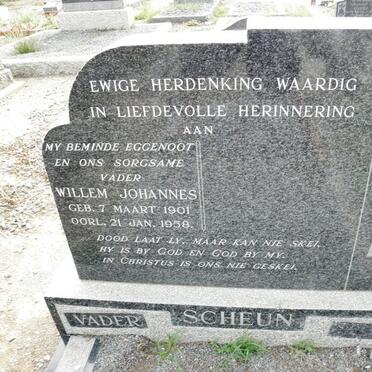 EWIGE HERDENKING WAARDIG
IN LIEFDEVOLLE HERINNERING
AAN
MY BEMINDE EGGENOOT
EN ONS SORGSAME
VADER
WILLEM JOHANNES
GEB. 7 MAART 1901
OORL. 21 JAN. 1958.
DOOD LAAT LY, MAAR KAN NIE SKEI,
HY IS BY GOD EN GOD BY MY.
IN CHRISTUS IS ONS NIE GESKEI.
VADER SCHEUN